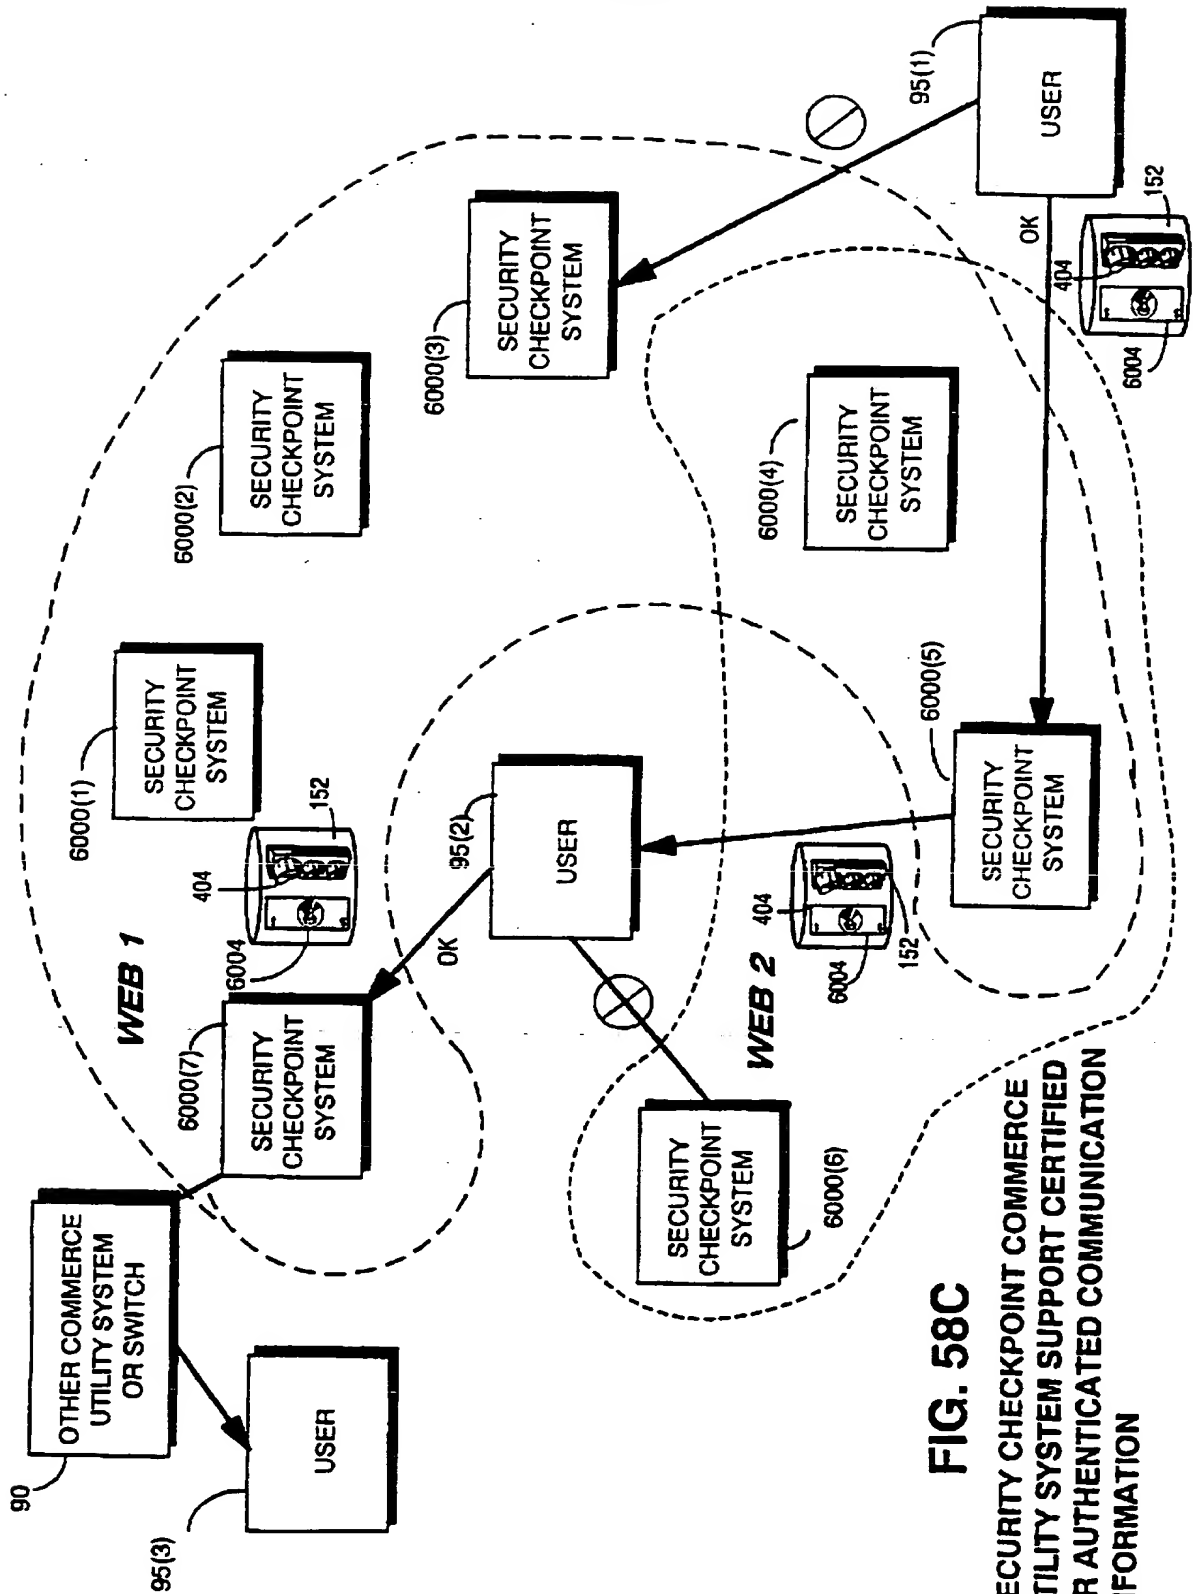 90
OTHER COMMERCE
UTILITY SYSTEM
OR SWITCH
6000(1)
SECURITY
CHECKPOINT
SYSTEM
WEB 1
95(3)
USER
6000(7)
SECURITY
CHECKPOINT
SYSTEM
6004
404
152
6000(2)
SECURITY
CHECKPOINT
SYSTEM
OK
95(2)
USER
6000(3)
SECURITY
CHECKPOINT
SYSTEM
SECURITY
CHECKPOINT
SYSTEM
6000(6)
WEB 2
404
6004
152
6000(4)
SECURITY
CHECKPOINT
SYSTEM
6000(5)
SECURITY
CHECKPOINT
SYSTEM
95(1)
USER
OK
404
152
6004
FIG. 58C
ECURITY CHECKPOINT COMMERCE
TILITY SYSTEM SUPPORT CERTIFIED
R AUTHENTICATED COMMUNICATION
FORMATION